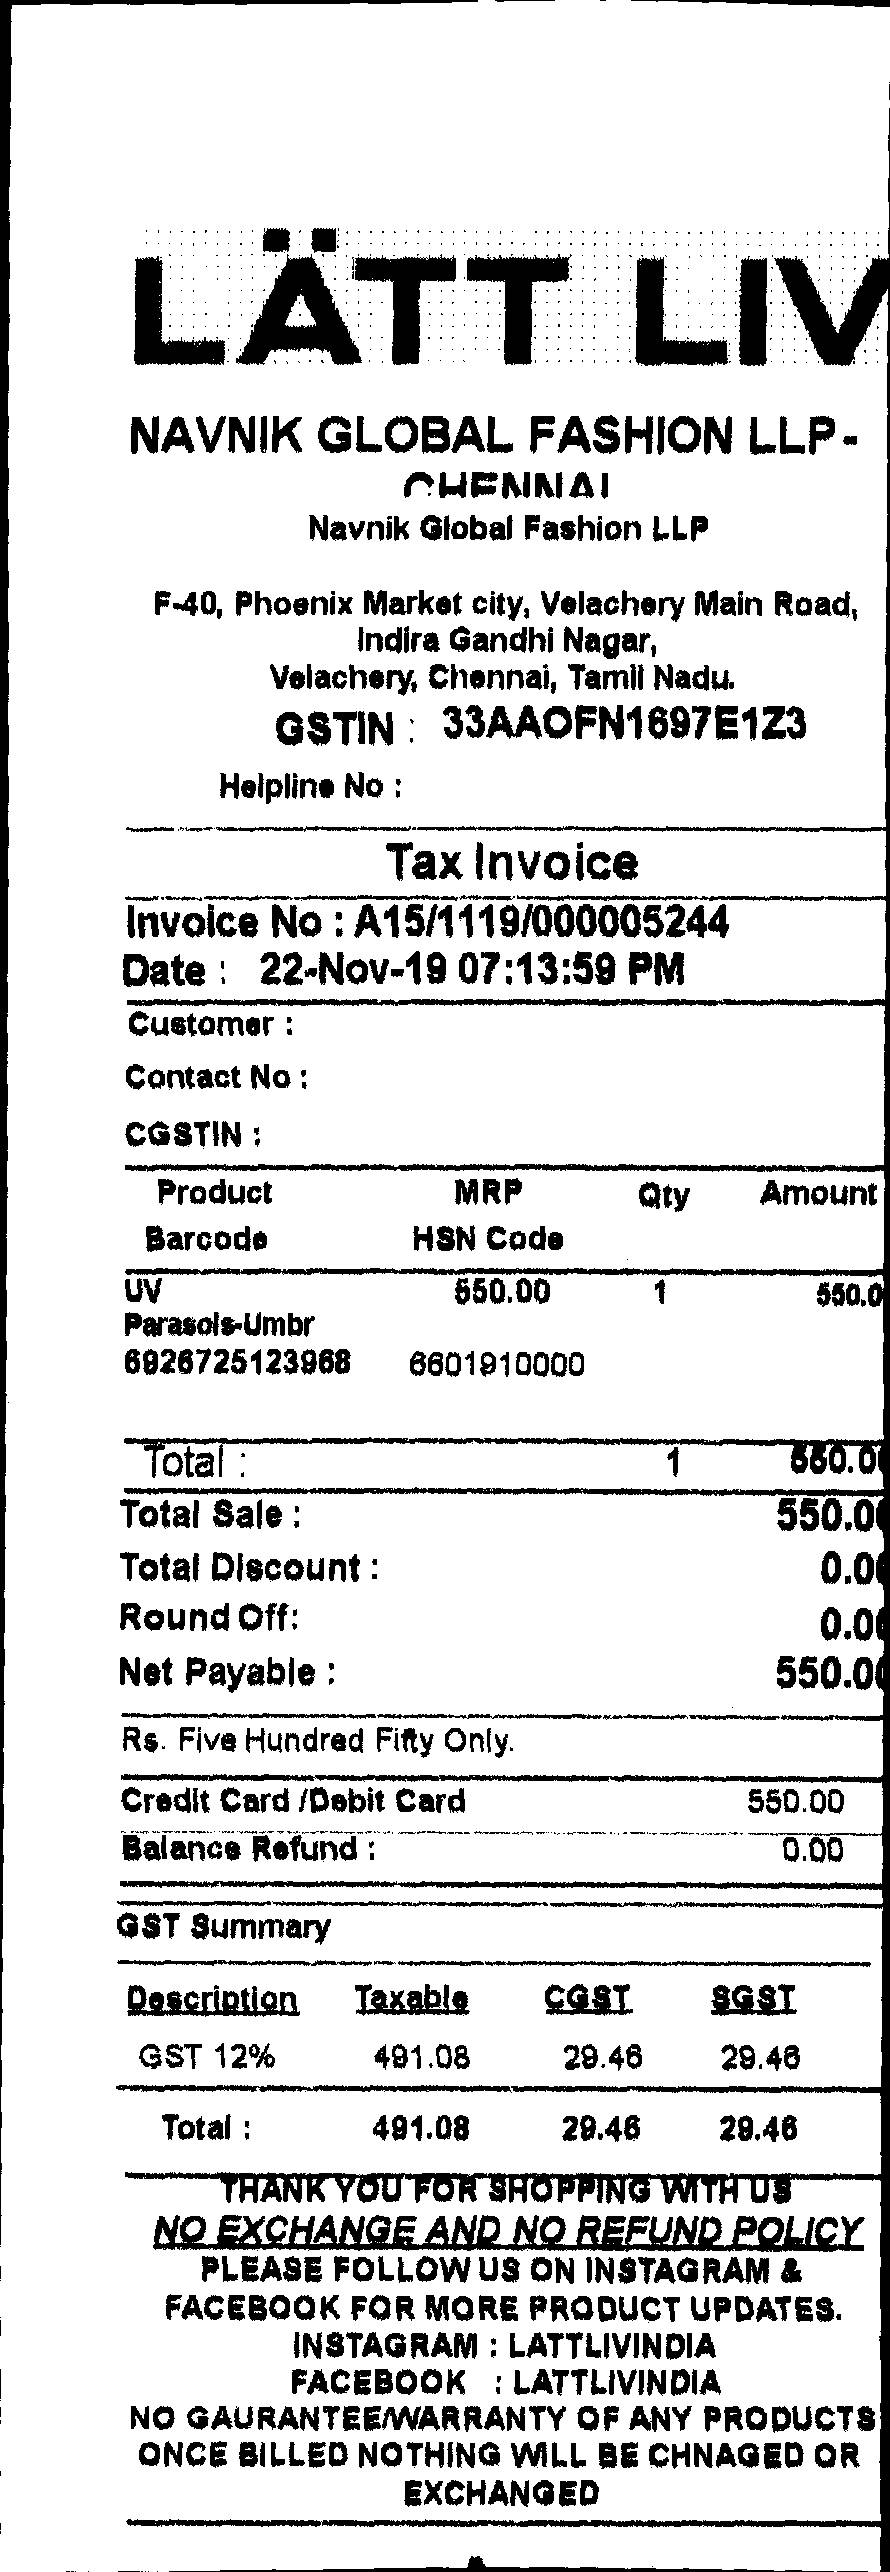 LÄTT LIV
NAVNIK GLOBAL FASHION LLP -
CHENNAI
Navnik Global Fashion LLP
F-40, Phoenix Market city, Velachery Main Road,
Indira Gandhi Nagar,
Velachery, Chennai, Tamil Nadu.
GSTIN : 33AAOFN1697E1Z3
Helpline No :
Tax Invoice
Invoice No : A15/1119/000005244
Date : 22-Nov-19 07:13:59 PM
Customer :
Contact No :
CGSTIN :
Product MRP Qty Amount
Barcode HSN Code
UV 550.00 1 550.0
Parasols-Umbr
6926725123968 6601910000
Total : 1 550.00
Total Sale : 550.00
Total Discount : 0.00
Round Off: 0.00
Net Payable : 550.00
Rs. Five Hundred Fifty Only.
Credit Card /Debit Card 550.00
Balance Refund : 0.00
GST Summary
Description Taxable CGST SGST
GST 12% 491.08 29.46 29.46
Total : 491.08 29.46 29.46
THANK YOU FOR SHOPPING WITH US
NO EXCHANGE AND NO REFUND POLICY
PLEASE FOLLOW US ON INSTAGRAM &
FACEBOOK FOR MORE PRODUCT UPDATES.
INSTAGRAM : LATTLIVINDIA
FACEBOOK : LATTLIVINDIA
NO GAURANTEE/WARRANTY OF ANY PRODUCTS
ONCE BILLED NOTHING WILL BE CHNAGED OR
EXCHANGED